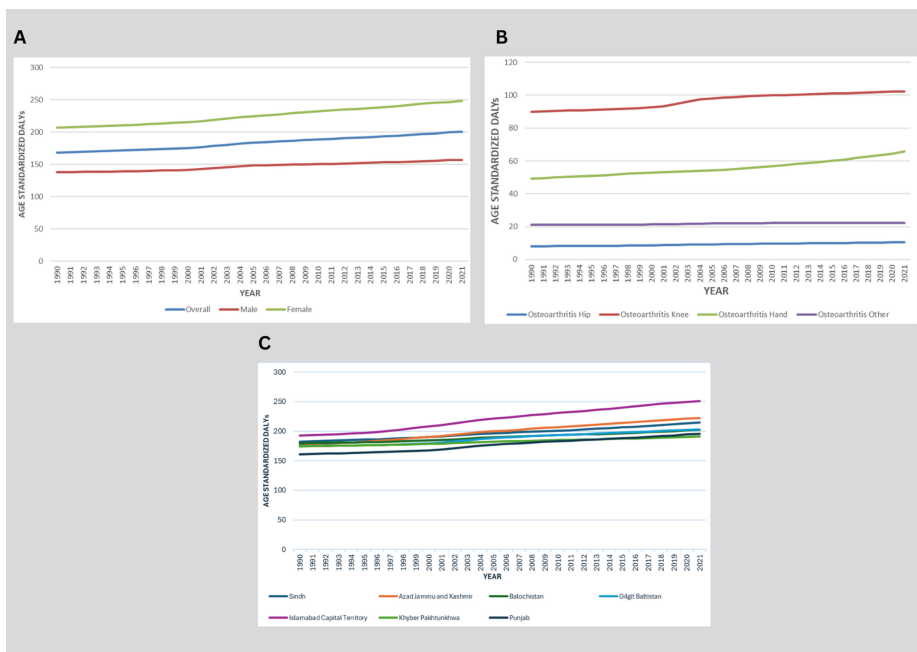 A
300
250
200
150
100
50
0
AGE STANDARDIZED DALYs
1990 1991 1992 1993 1994 1995 1996 1997 1998 1999 2000 2001 2002 2003 2004 2005 2006 2007 2008 2009 2010 2011 2012 2013 2014 2015 2016 2017 2018 2019 2020 2021
YEAR
Overall Male Female
B
120
100
80
60
40
20
0
AGE STANDARDIZED DALYs
1990 1991 1992 1993 1994 1995 1996 1997 1998 1999 2000 2001 2002 2003 2004 2005 2006 2007 2008 2009 2010 2011 2012 2013 2014 2015 2016 2017 2018 2019 2020 2021
YEAR
Osteoarthritis Hip Osteoarthritis Knee Osteoarthritis Hand Osteoarthritis Other
C
300
250
200
150
100
50
0
AGE STANDARDIZED DALYs
1990 1991 1992 1993 1994 1995 1996 1997 1998 1999 2000 2001 2002 2003 2004 2005 2006 2007 2008 2009 2010 2011 2012 2013 2014 2015 2016 2017 2018 2019 2020 2021
YEAR
Sindh Azad Jammu and Kashmir Balochistan Gilgit Baltistan
Islamabad Capital Territory Khyber Pakhtunkhwa Punjab